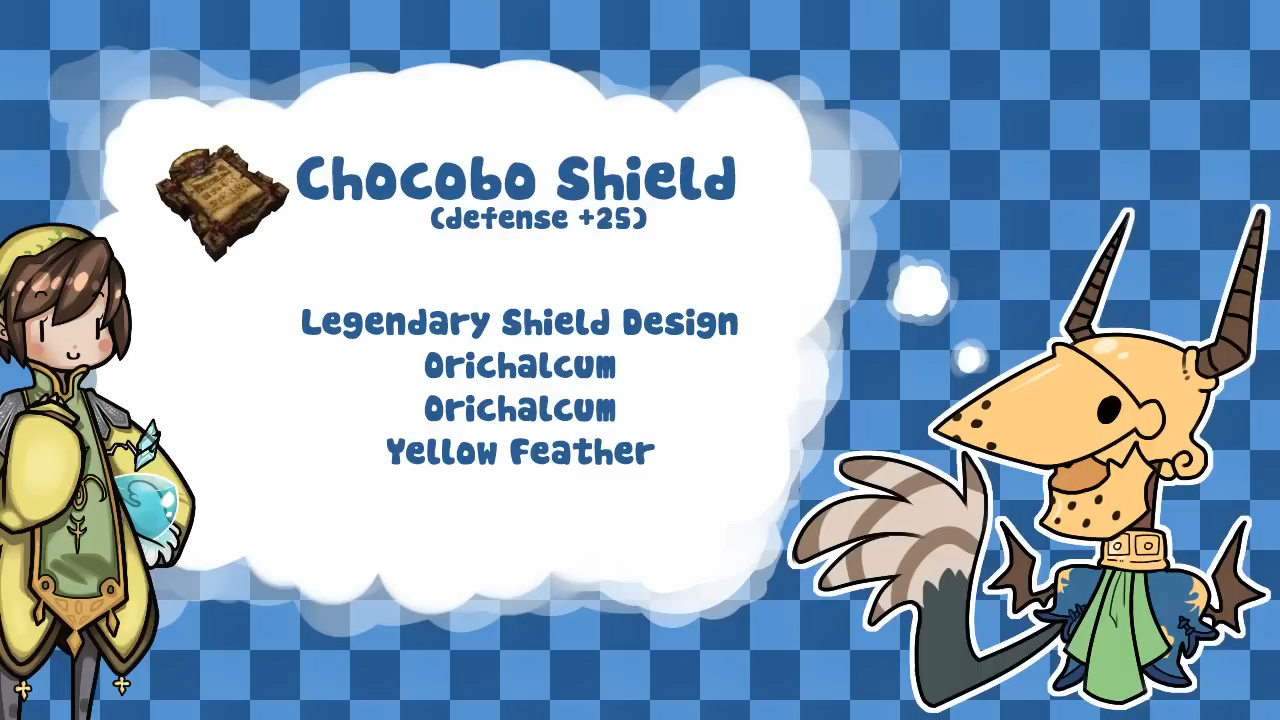 Chocobo Shield
(defense +25)
Legendary Shield Design
Orichalcum
Orichalcum
Yellow Feather